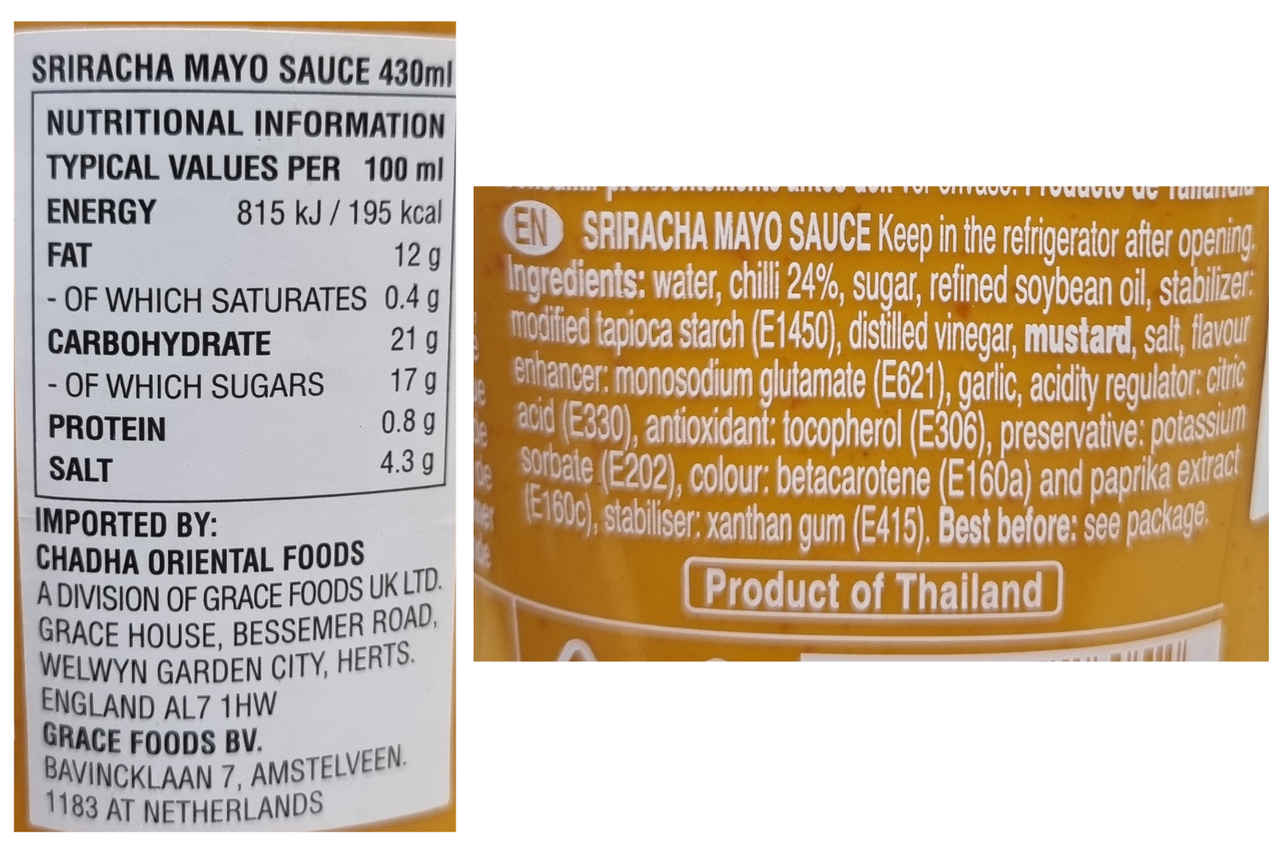 SRIRACHA MAYO SAUCE 430ml
NUTRITIONAL INFORMATION
TYPICAL VALUES PER 100 ml
ENERGY 815 kJ / 195 kcal
FAT 12 g
- OF WHICH SATURATES 0.4 g
CARBOHYDRATE 21 g
- OF WHICH SUGARS 17 g
PROTEIN 0.8 g
SALT 4.3 g
IMPORTED BY:
CHADHA ORIENTAL FOODS
A DIVISION OF GRACE FOODS UK LTD.
GRACE HOUSE, BESSEMER ROAD,
WELWYN GARDEN CITY, HERTS.
ENGLAND AL7 1HW
GRACE FOODS BV.
BAVINCKLAAN 7, AMSTELVEEN.
1183 AT NETHERLANDS
EN SRIRACHA MAYO SAUCE Keep in the refrigerator after opening.
Ingredients: water, chilli 24%, sugar, refined soybean oil, stabilizer:
modified tapioca starch (E1450), distilled vinegar, mustard, salt, flavour
enhancer: monosodium glutamate (E621), garlic, acidity regulator: citric
acid (E330), antioxidant: tocopherol (E306), preservative: potassium
sorbate (E202), colour: betacarotene (E160a) and paprika extract
(E160c), stabiliser: xanthan gum (E415). Best before: see package.
Product of Thailand